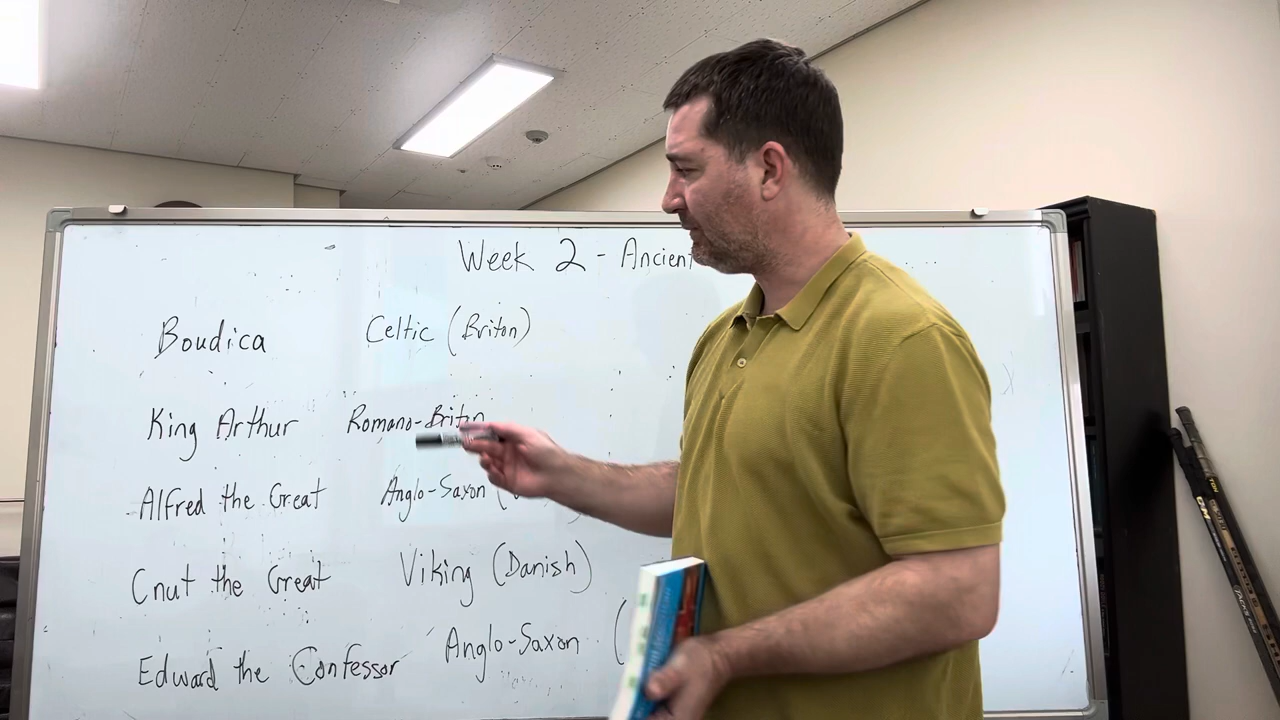 Week 2 - Ancient
Boudica Celtic (Briton)
King Arthur Romano-Briton
Alfred the Great Anglo-Saxon (
Cnut the Great Viking (Danish)
Edward the Confessor Anglo-Saxon (